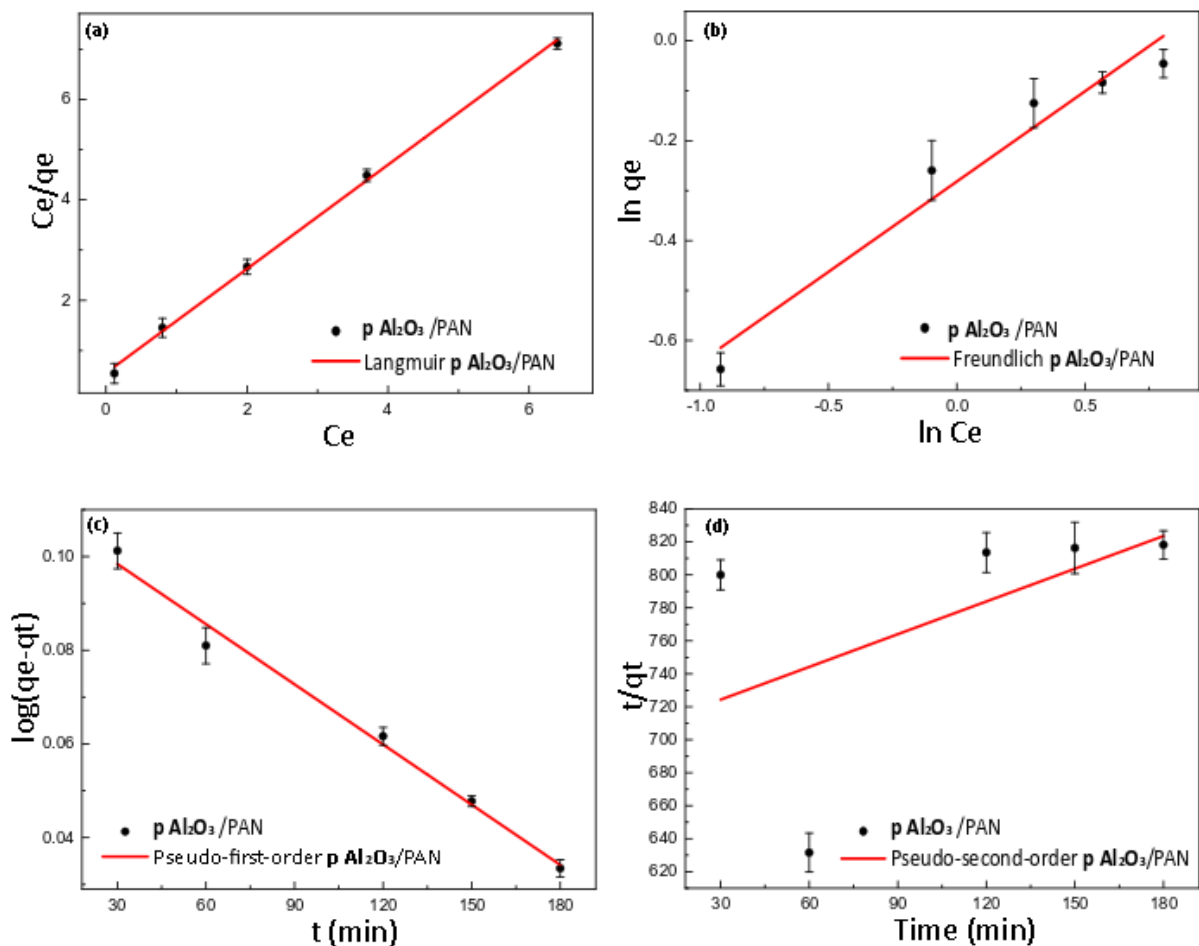 (a)
Ce/qe
6
4
2
p Al₂O₃ /PAN
Langmuir p Al₂O₃/PAN
0 2 4 6
Ce
(b)
ln qe
0.0
-0.2
-0.4
-0.6
p Al₂O₃ /PAN
Freundlich p Al₂O₃/PAN
-1.0 -0.5 0.0 0.5
ln Ce
(c)
log(qe-qt)
0.10
0.08
0.06
0.04
p Al₂O₃ /PAN
Pseudo-first-order p Al₂O₃/PAN
30 60 90 120 150 180
t (min)
(d)
t/qt
840
820
800
780
760
740
720
700
680
660
640
620
p Al₂O₃ /PAN
Pseudo-second-order p Al₂O₃/PAN
30 60 90 120 150 180
Time (min)